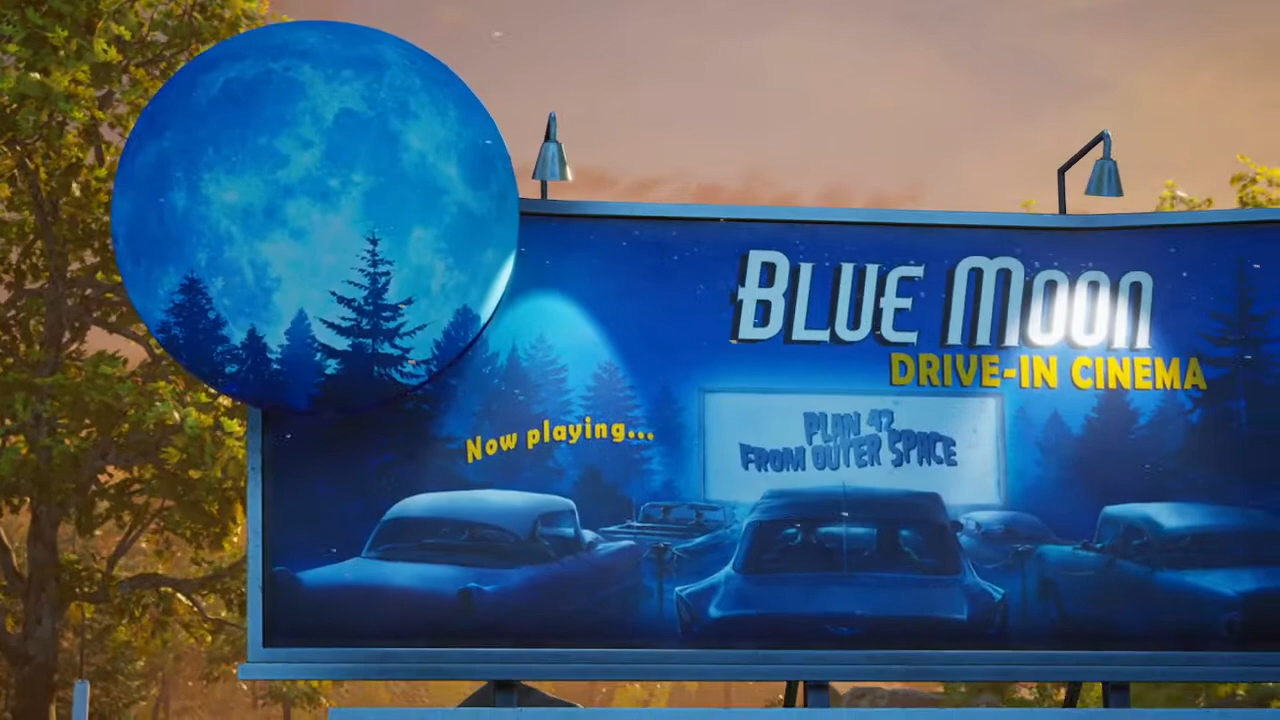 BLUE MOON
DRIVE-IN CINEMA
Now playing...
PLAN 42
FROM OUTER SPACE